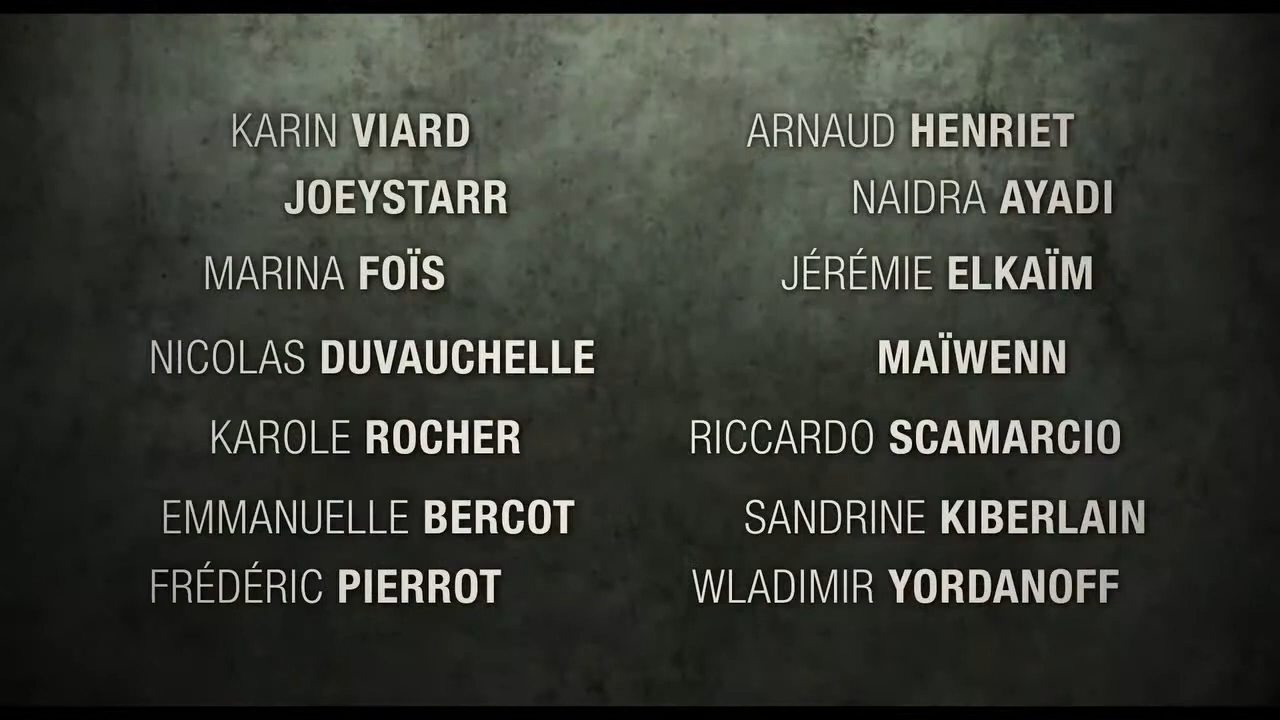 KARIN VIARD
JOEYSTARR
MARINA FOÏS
NICOLAS DUVAUCHELLE
KAROLE ROCHER
EMMANUELLE BERCOT
FRÉDÉRIC PIERROT
ARNAUD HENRIET
NAIDRA AYADI
JÉRÉMIE ELKAÏM
MAÏWENN
RICCARDO SCAMARCIO
SANDRINE KIBERLAIN
WLADIMIR YORDANOFF